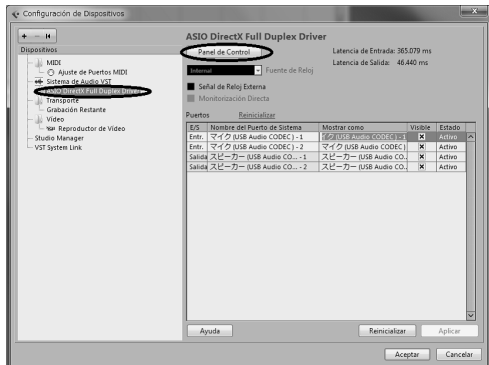 Configuración de Dispositivos
ASIO DirectX Full Duplex Driver
Dispositivos
MIDI
Ajuste de Puertos MIDI
Sistema de Audio VST
ASIO DirectX Full Duplex Driver
Transporte
Grabación Restante
Vídeo
Reproductor de Vídeo
Studio Manager
VST System Link
Panel de Control
Latencia de Entrada: 365.079 ms
Latencia de Salida: 46.440 ms
Internal Fuente de Reloj
Señal de Reloj Externa
Monitorización Directa
Puertos Reinicializar
E/S Nombre del Puerto de Sistema Mostrar como Visible Estado
Entr. マイク (USB Audio CODEC ) - 1 イク (USB Audio CODEC ) - 1 Activo
Entr. マイク (USB Audio CODEC ) - 2 マイク (USB Audio CODEC ) Activo
Salida スピーカー (USB Audio CO... - 1 スピーカー (USB Audio CO.. Activo
Salida スピーカー (USB Audio CO... - 2 スピーカー (USB Audio CO.. Activo
Ayuda Reinicializar Aplicar
Aceptar Cancelar